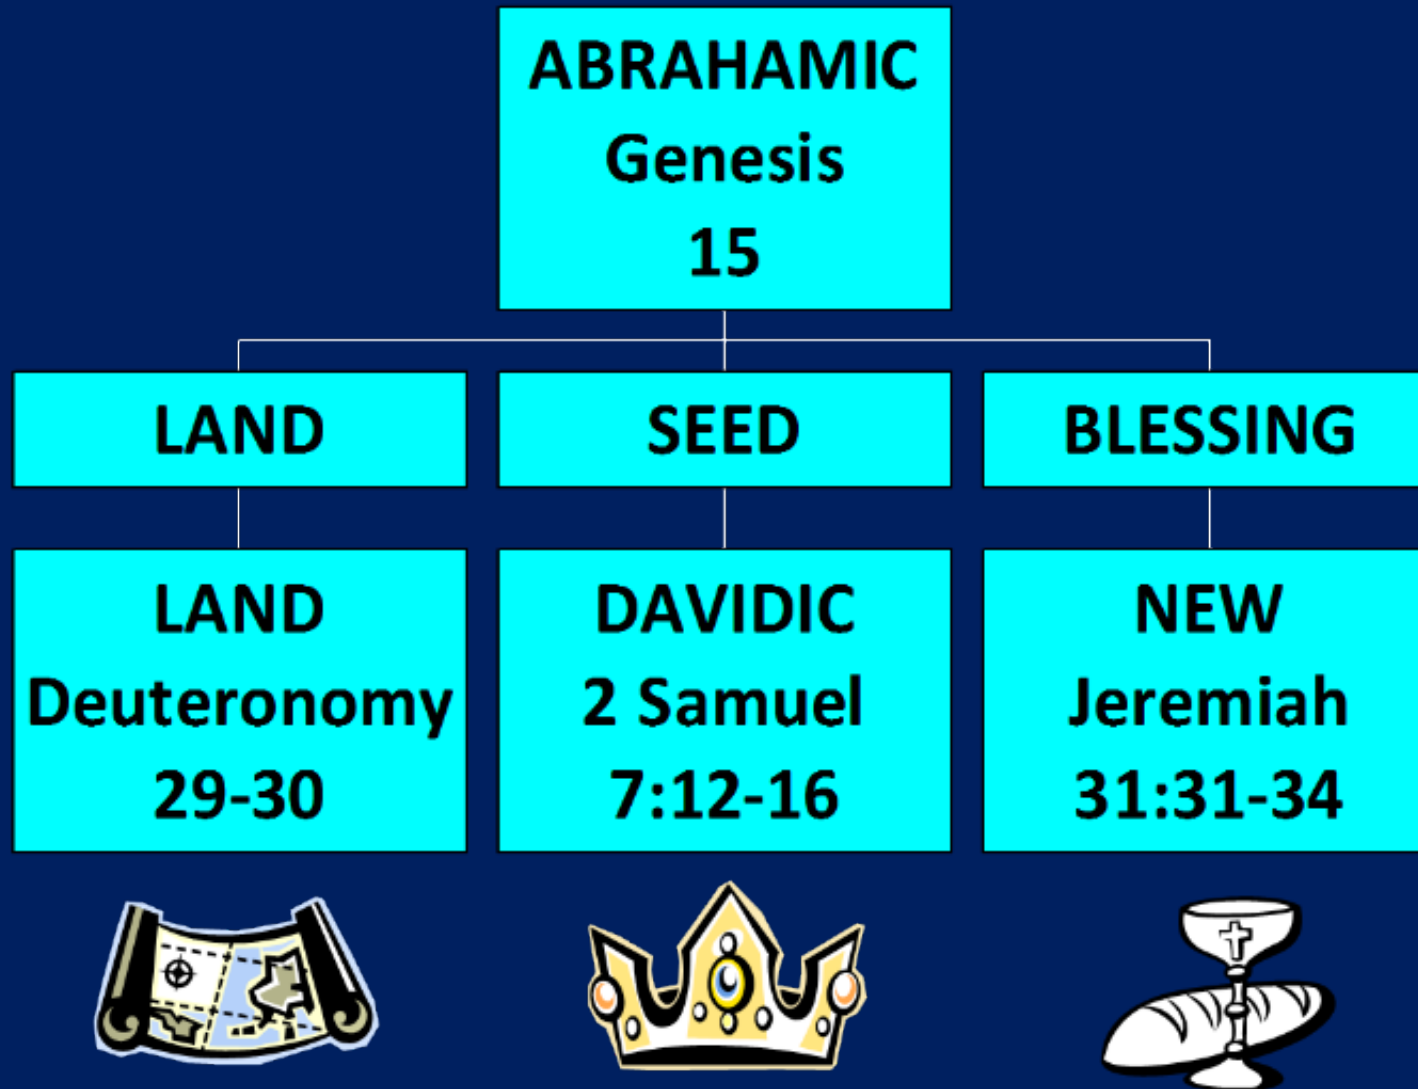 ABRAHAMIC
Genesis
15
LAND
SEED
BLESSING
LAND
Deuteronomy
29-30
DAVIDIC
2 Samuel
7:12-16
NEW
Jeremiah
31:31-34